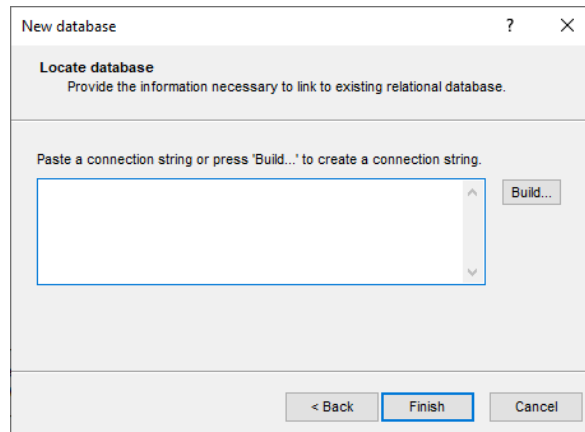 New database
?
Locate database
Provide the information necessary to link to existing relational database.
Paste a connection string or press 'Build...' to create a connection string.
Build...
< Back
Finish
Cancel